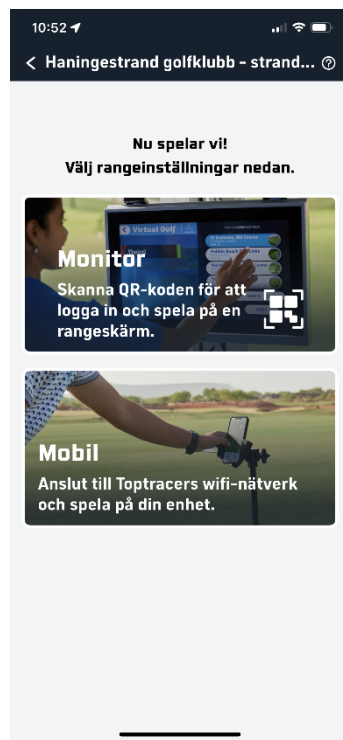 10:52
Haningestrand golfklubb - strand...
Nu spelar vi!
Välj rangeinställningar nedan.
Virtual Golf
Monitor
Skanna QR-koden för att
logga in och spela på en
rangeskärm.
Mobil
Anslut till Toptracers wifi-nätverk
och spela på din enhet.